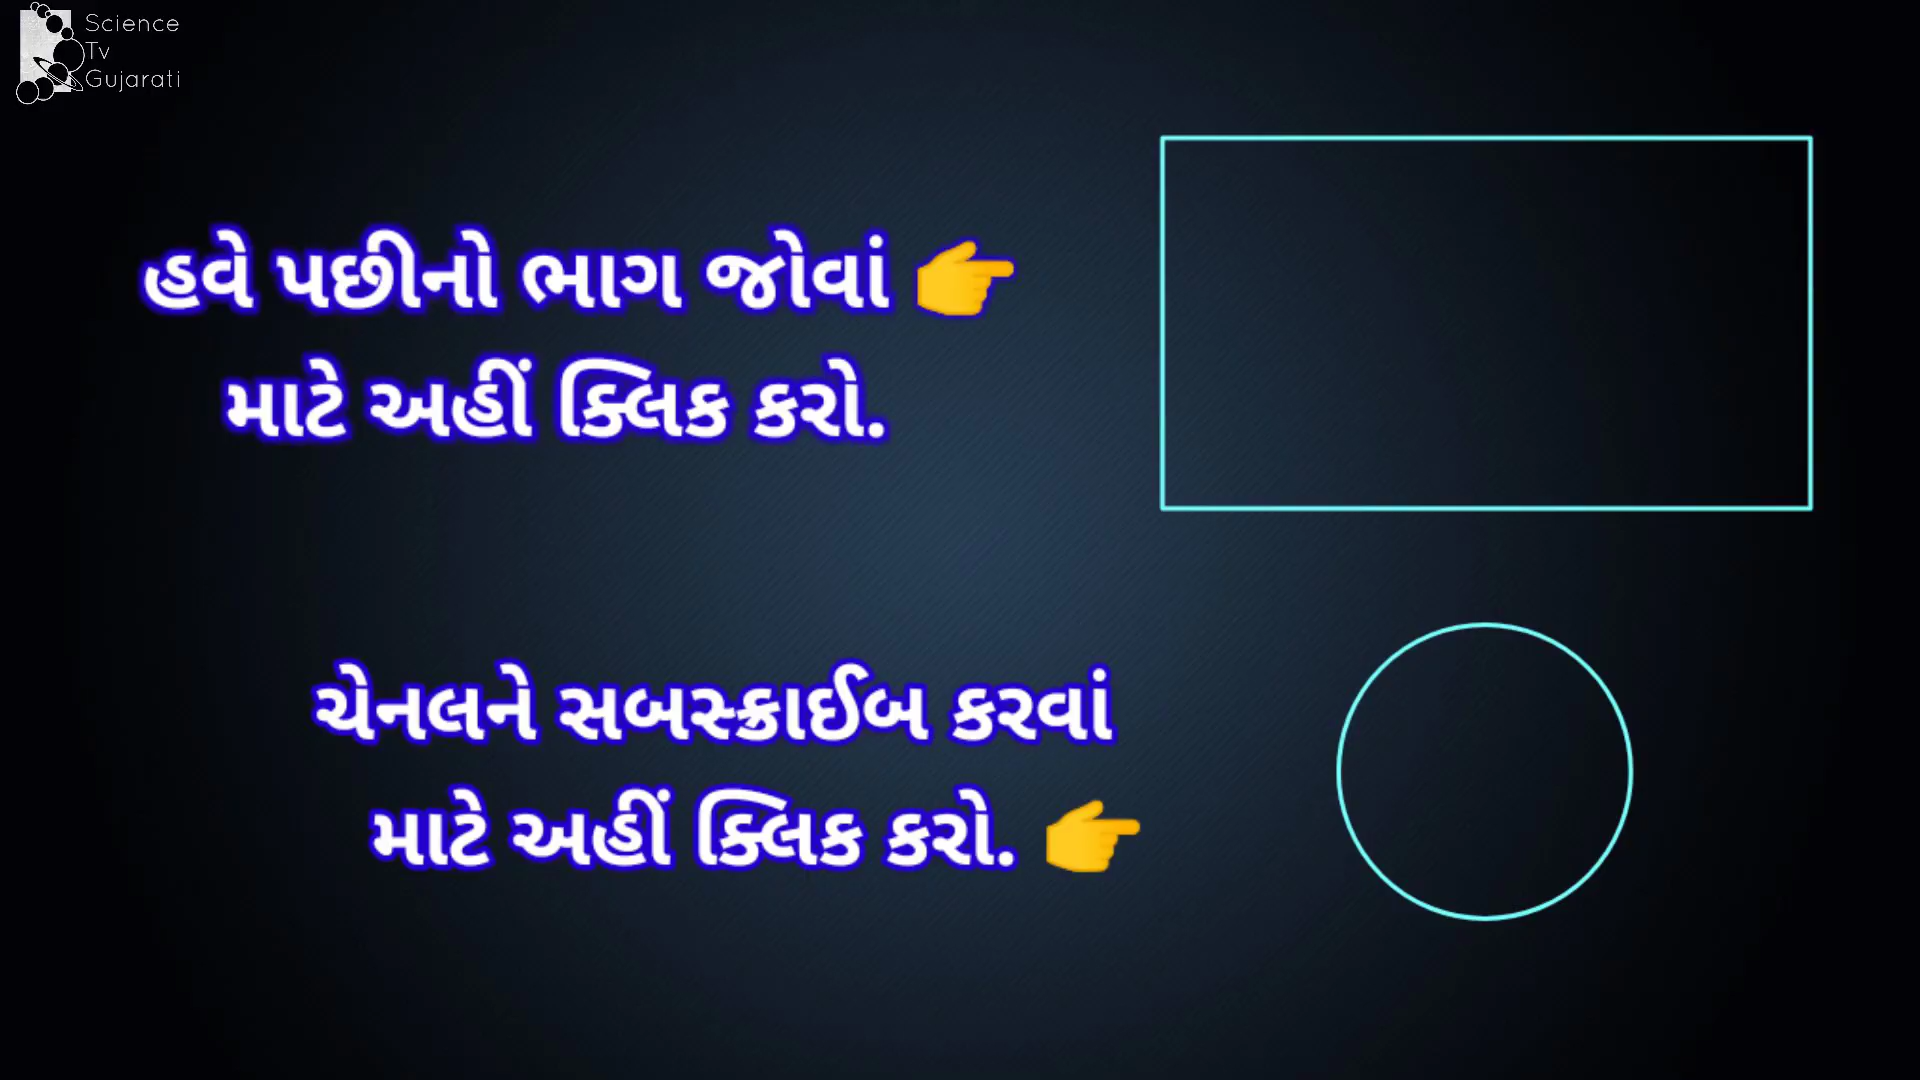 Science
Tv
Gujarati
હવે પછીનો ભાગ જોવાં 👉
માટે અહીં ક્લિક કરો.
ચેનલને સબસ્ક્રાઈબ કરવાં
માટે અહીં ક્લિક કરો. 👉